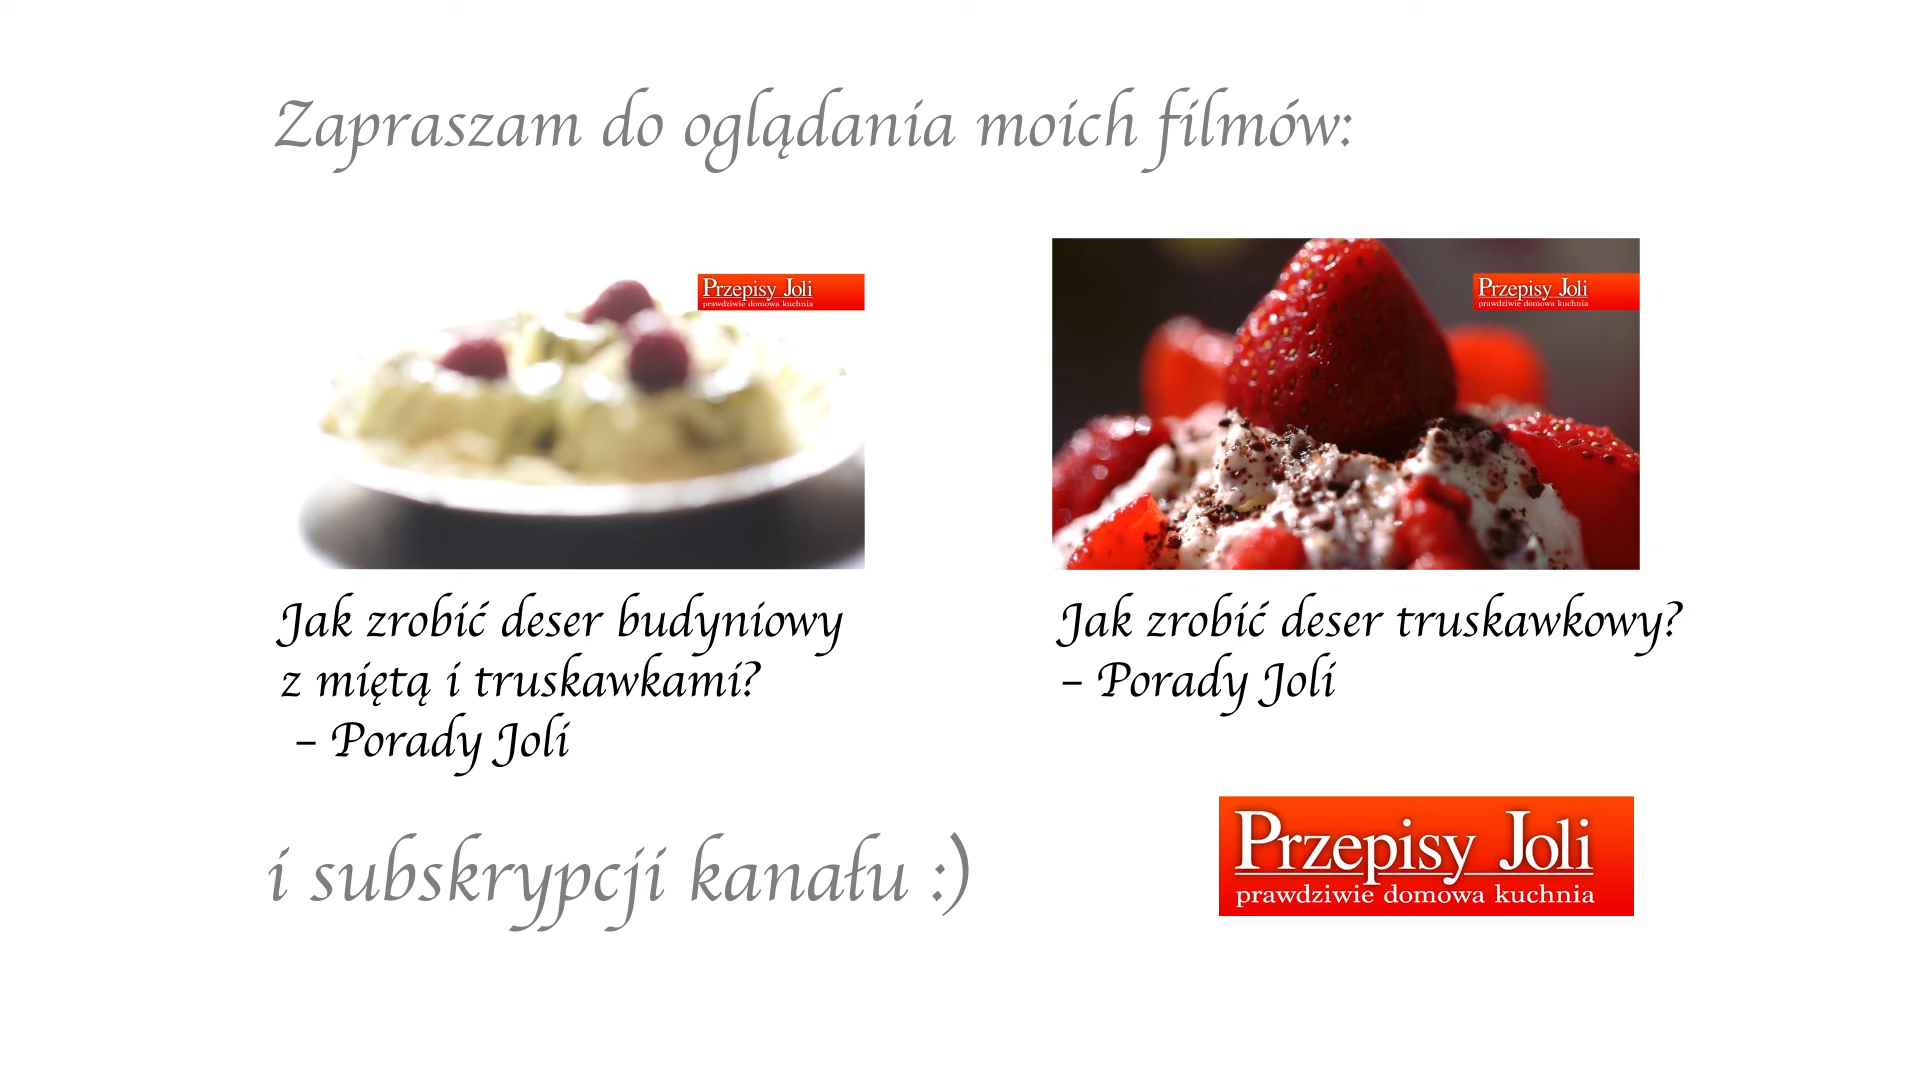 Zapraszam do oglądania moich filmów:
Przepisy Joli
prawdziwie domowa kuchnia
Przepisy Joli
prawdziwie domowa kuchnia
Jak zrobić deser budyniowy
z miętą i truskawkami?
– Porady Joli
Jak zrobić deser truskawkowy?
– Porady Joli
i subskrypcji kanału :)
Przepisy Joli
prawdziwie domowa kuchnia